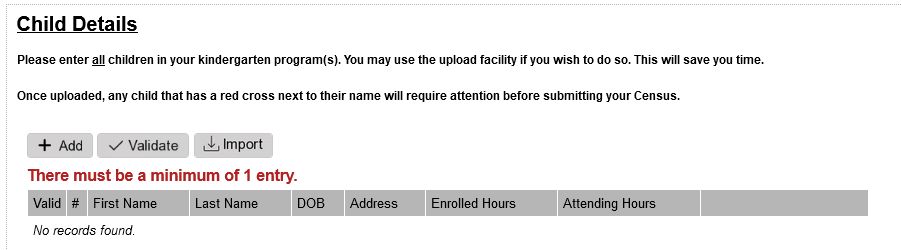 Child Details
Please enter all children in your kindergarten program(s). You may use the upload facility if you wish to do so. This will save you time.
Once uploaded, any child that has a red cross next to their name will require attention before submitting your Census.
Add Validate Import
There must be a minimum of 1 entry.
Valid # First Name Last Name DOB Address Enrolled Hours Attending Hours
No records found.